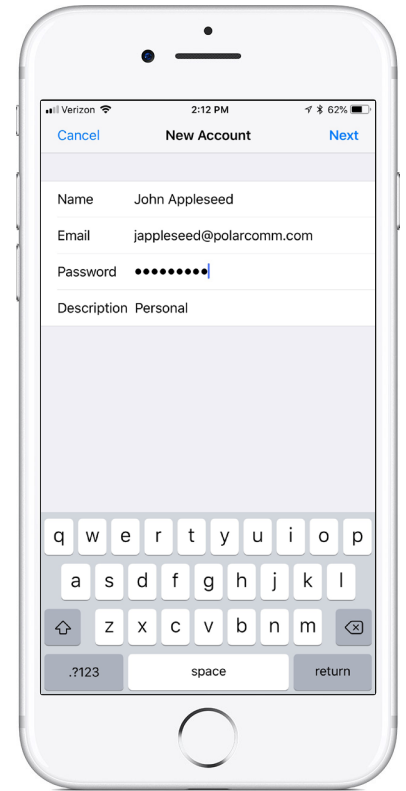 Verizon 2:12 PM 62%
Cancel New Account Next
Name John Appleseed
Email jappleseed@polarcomm.com
Password •••••••••
Description Personal
q w e r t y u i o p
a s d f g h j k l
z x c v b n m
.?123 space return